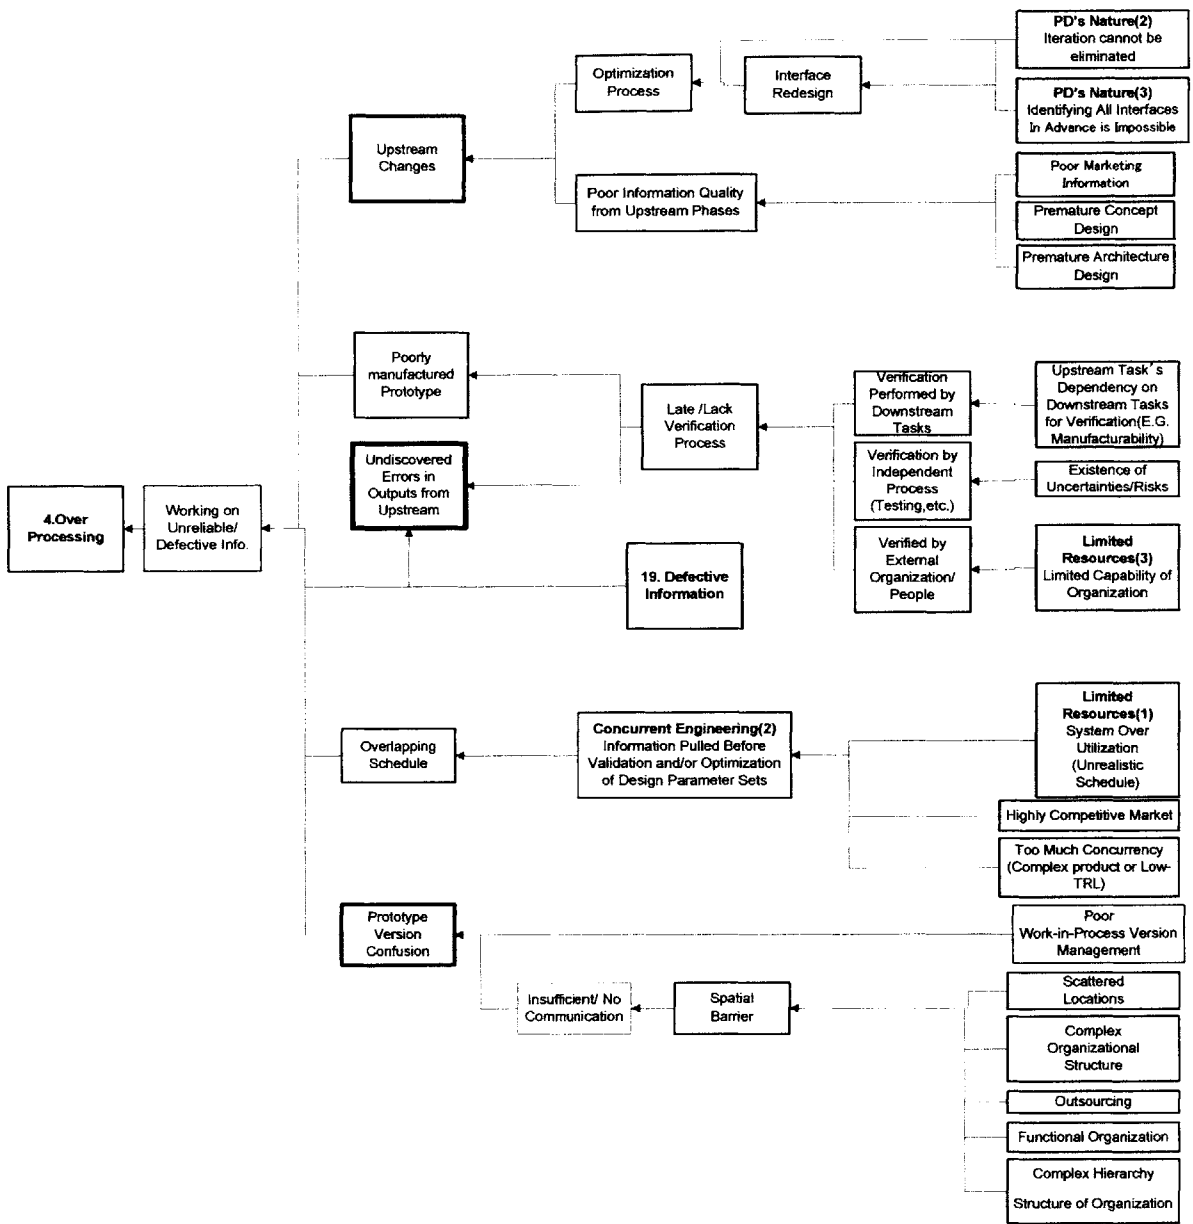 PD's Nature(2)
Iteration cannot be
eliminated
Optimization
Process
Interface
Redesign
PD's Nature(3)
Identifying All Interfaces
In Advance is Impossible
Upstream
Changes
Poor Marketing
Information
Poor Information Quality
from Upstream Phases
Premature Concept
Design
Premature Architecture
Design
Poorly
manufactured
Prototype
Late /Lack
Verification
Process
Verification
Performed by
Downstream
Tasks
Upstream Task´s
Dependency on
Downstream Tasks
for Verification(E.G.
Manufacturability)
Undiscovered
Errors in
Outputs from
Upstream
Verification by
Independent
Process
(Testing,etc.)
Existence of
Uncertainties/Risks
4.Over
Processing
Working on
Unreliable/
Defective Info.
19. Defective
Information
Verified by
External
Organization/
People
Limited
Resources(3)
Limited Capability of
Organization
Overlapping
Schedule
Concurrent Engineering(2)
Information Pulled Before
Validation and/or Optimization
of Design Parameter Sets
Limited
Resources(1)
System Over
Utilization
(Unrealistic
Schedule)
Highly Competitive Market
Too Much Concurrency
(Complex product or Low-
TRL)
Prototype
Version
Confusion
Poor
Work-in-Process Version
Management
Insufficient/ No
Communication
Spatial
Barrier
Scattered
Locations
Complex
Organizational
Structure
Outsourcing
Functional Organization
Complex Hierarchy
Structure of Organization